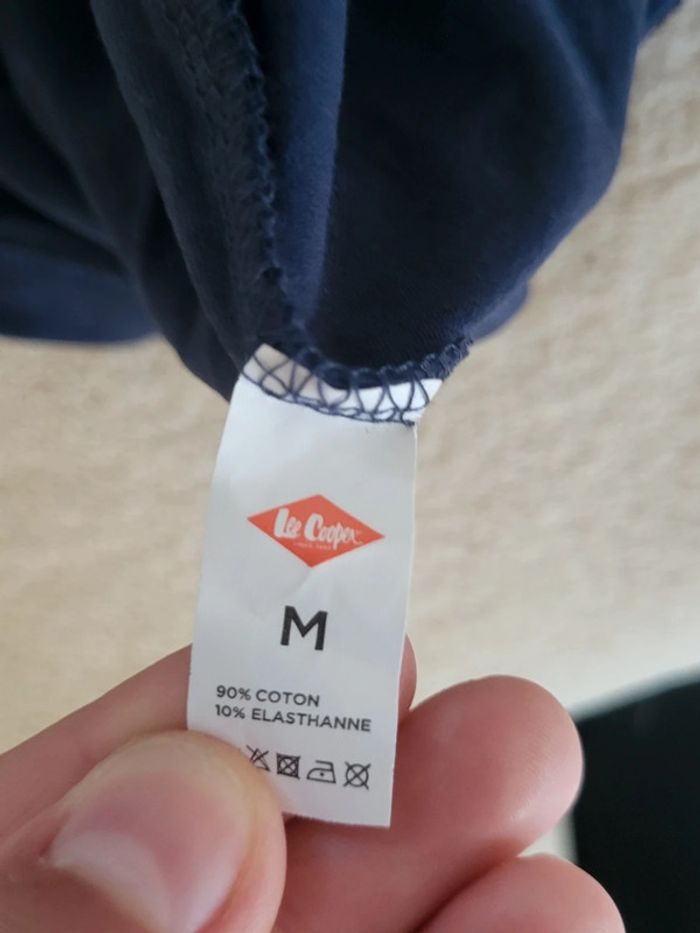 Lee Cooper
M
90% COTON
10% ELASTHANNE